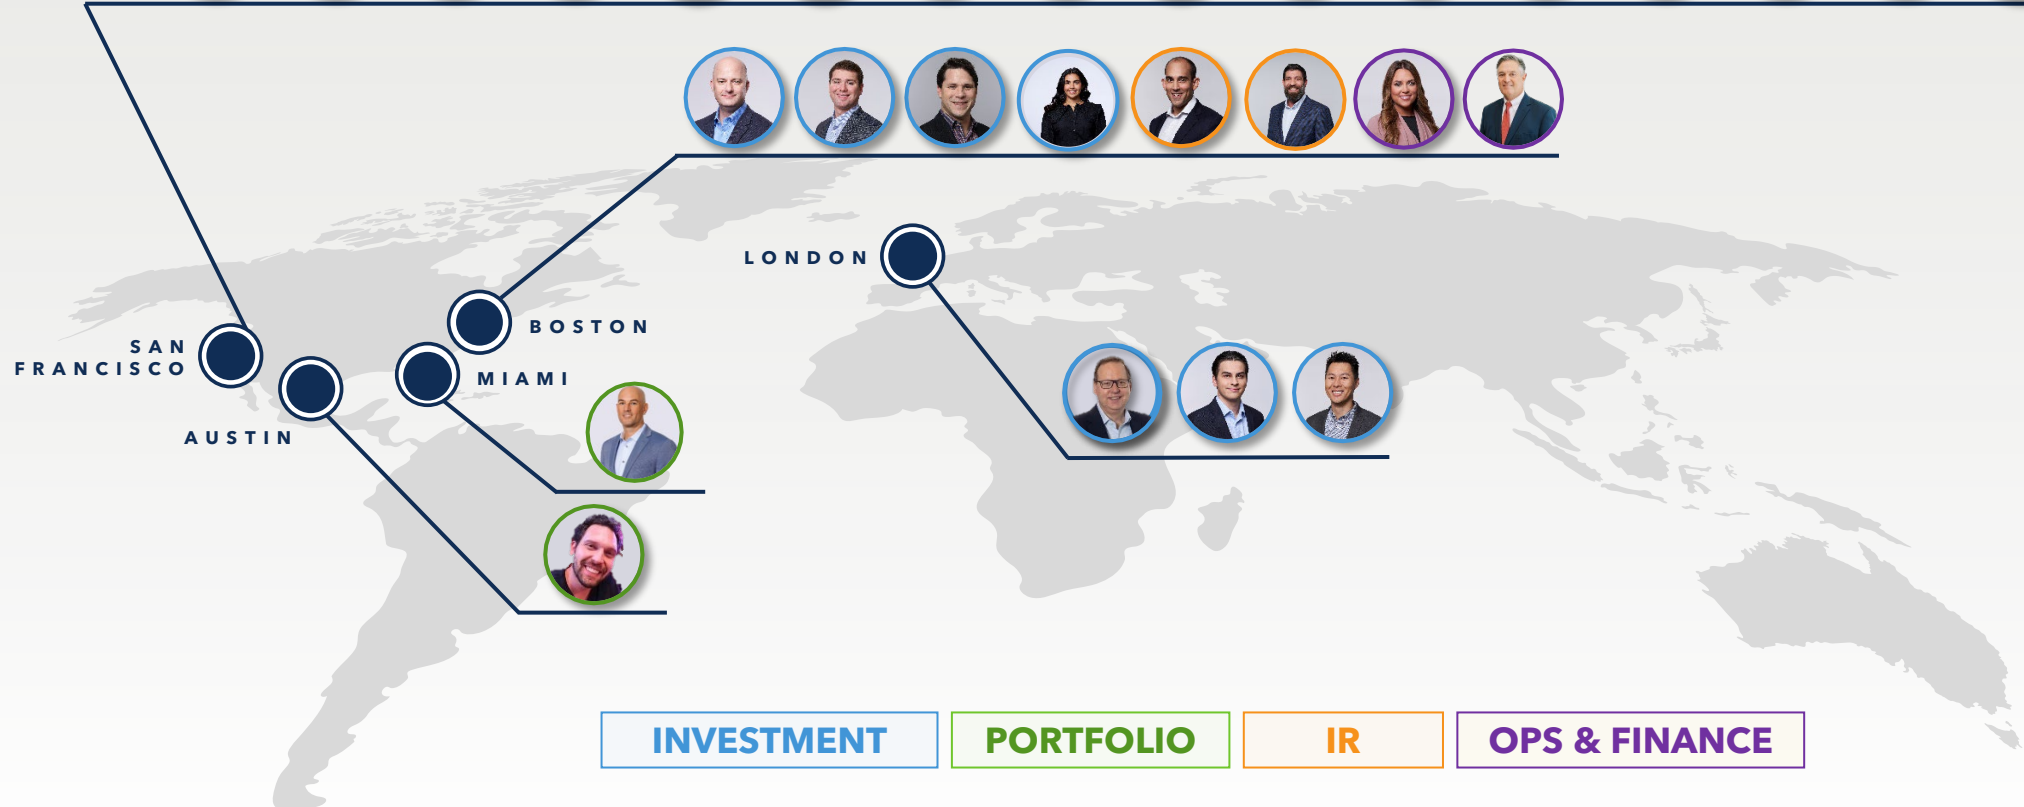 LONDON
BOSTON
SAN
FRANCISCO
MIAMI
AUSTIN
INVESTMENT
PORTFOLIO
IR
OPS & FINANCE